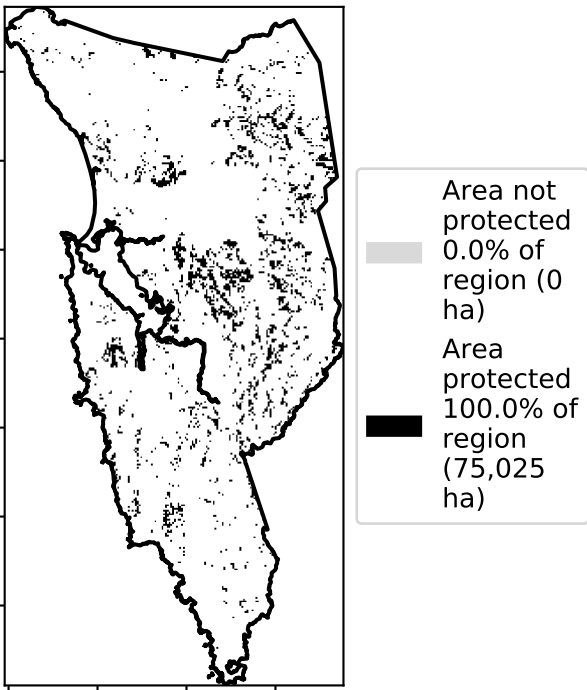 Area not
protected
0.0% of
region (0
ha)
Area
protected
100.0% of
region
(75,025
ha)